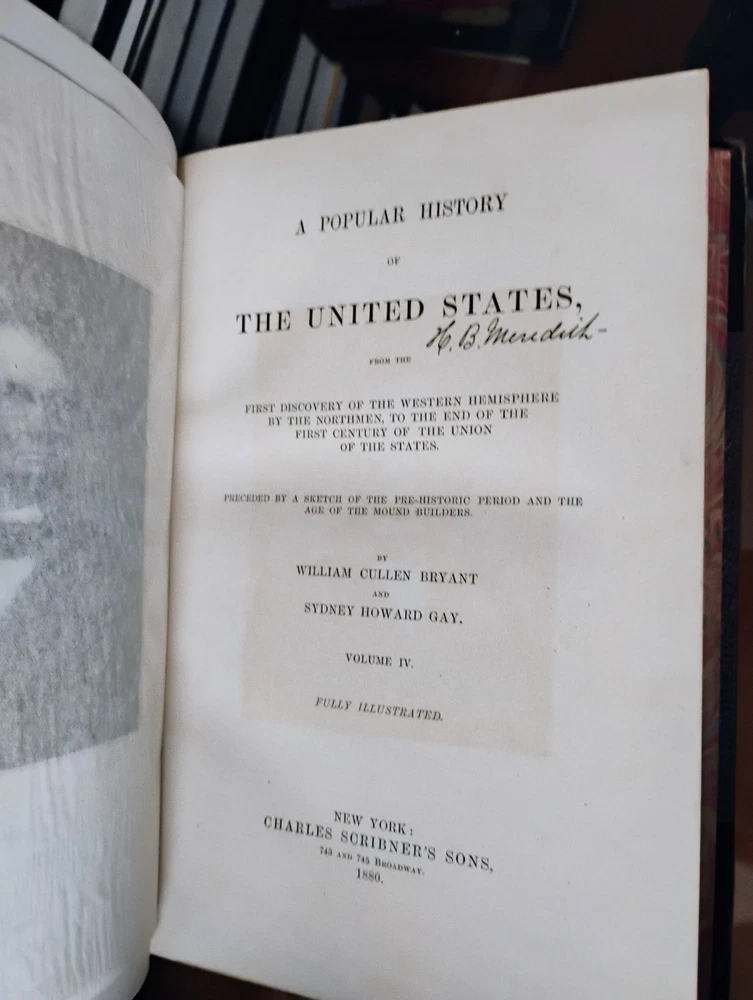 A POPULAR HISTORY
OF
THE UNITED STATES,
H. B. Meredith
FROM THE
FIRST DISCOVERY OF THE WESTERN HEMISPHERE
BY THE NORTHMEN, TO THE END OF THE
FIRST CENTURY OF THE UNION
OF THE STATES.
PRECEDED BY A SKETCH OF THE PRE-HISTORIC PERIOD AND THE
AGE OF THE MOUND BUILDERS.
BY
WILLIAM CULLEN BRYANT
AND
SYDNEY HOWARD GAY.
VOLUME IV.
FULLY ILLUSTRATED.
NEW YORK:
CHARLES SCRIBNER'S SONS,
743 AND 745 BROADWAY.
1880.